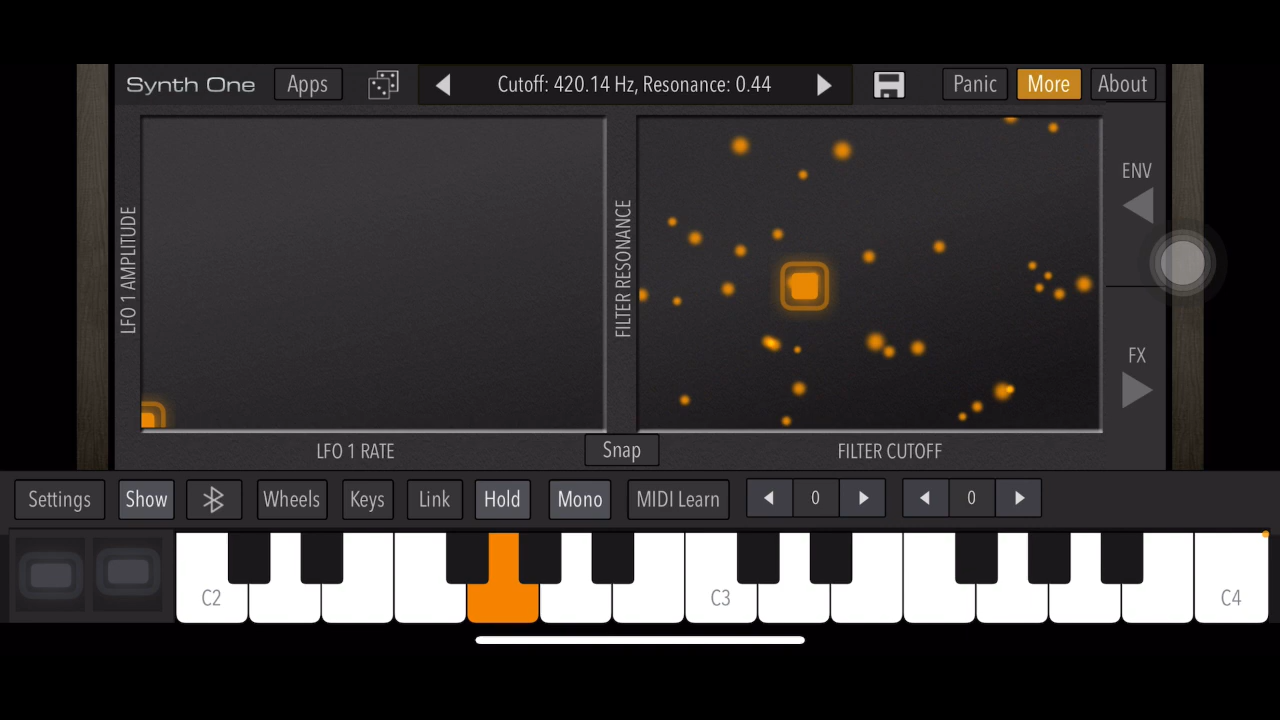 Synth One
Apps
Cutoff: 420.14 Hz, Resonance: 0.44
Panic
More
About
LFO 1 AMPLITUDE
FILTER RESONANCE
ENV
FX
LFO 1 RATE
Snap
FILTER CUTOFF
Settings
Show
Wheels
Keys
Link
Hold
Mono
MIDI Learn
0
0
C2
C3
C4